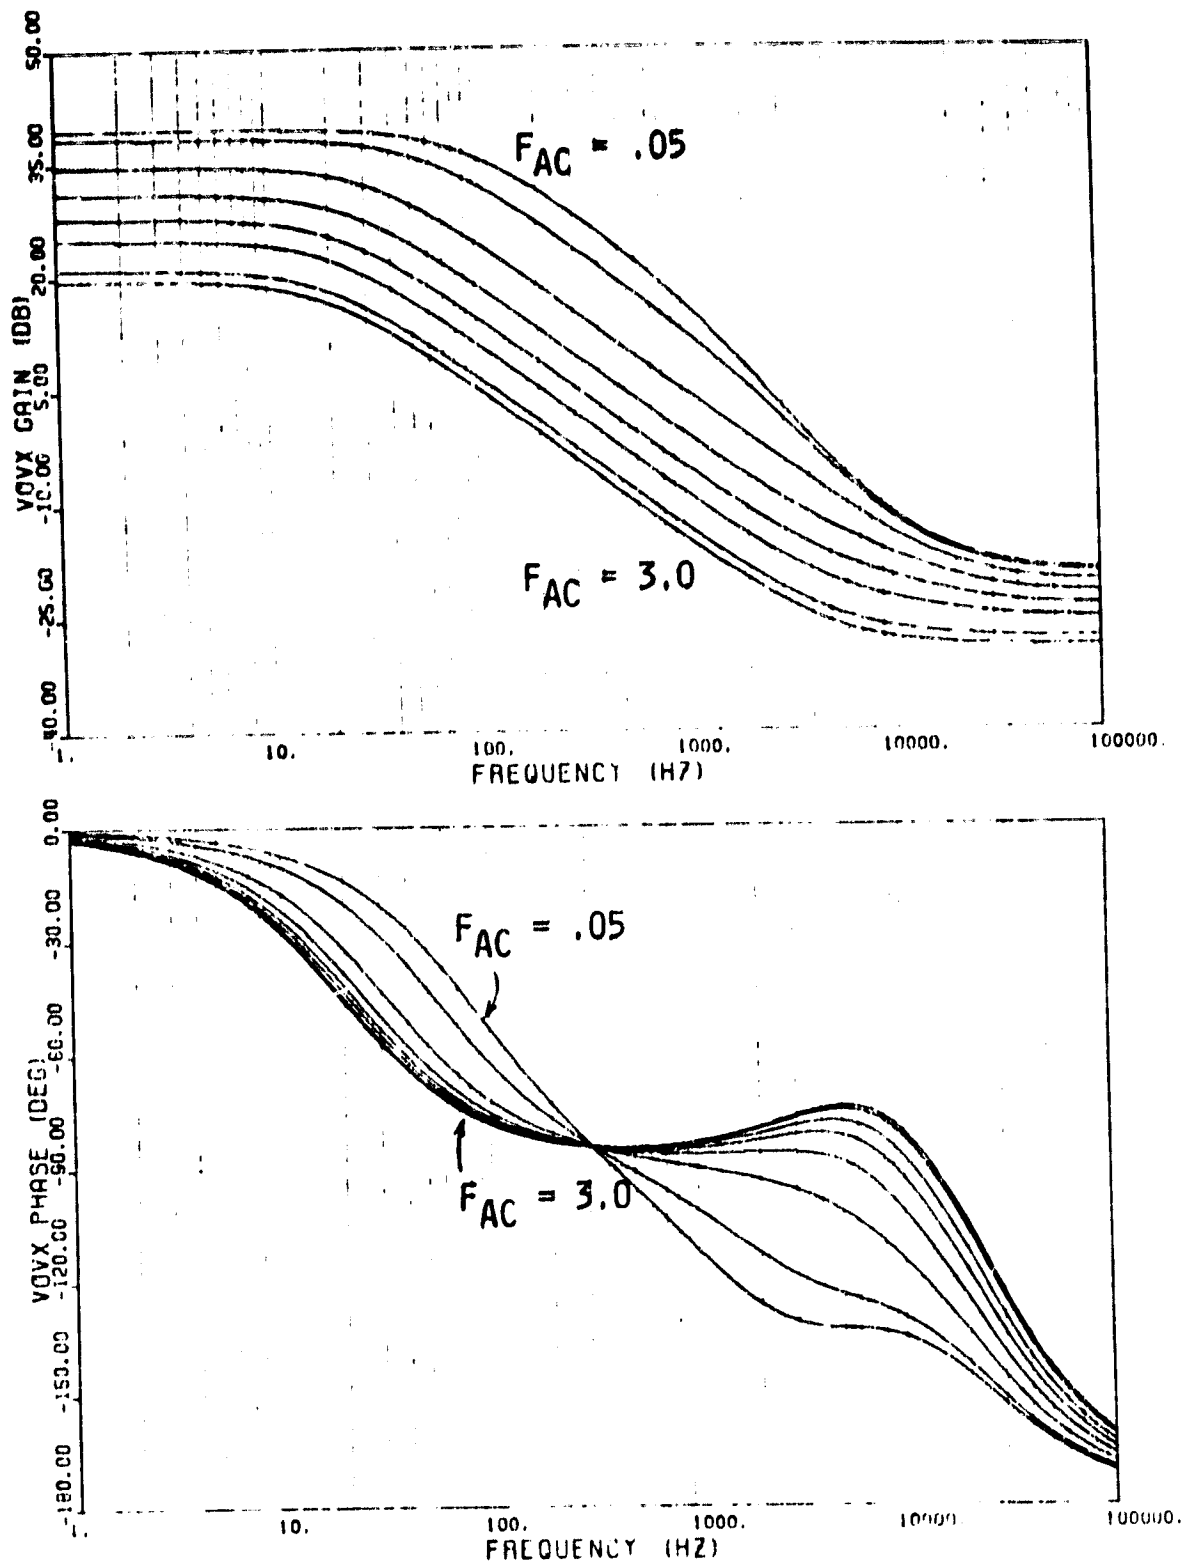 50.00
35.00
20.00
5.00
-10.00
-25.00
-40.00
VOVX GAIN (DB)
F_AC = .05
F_AC = 3.0
1. 10. 100. 1000. 10000. 100000.
FREQUENCY (HZ)
0.00
-30.00
-60.00
-90.00
-120.00
-150.00
-180.00
VOVX PHASE (DEG)
F_AC = .05
F_AC = 3.0
1. 10. 100. 1000. 10000. 100000.
FREQUENCY (HZ)